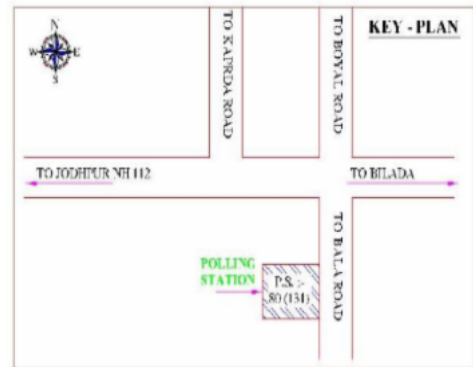 KEY - PLAN
N
W
E
S
TO KAPRDA ROAD
TO BOYAL ROAD
TO JODHPUR NH 112
TO BILADA
TO BALA ROAD
POLLING
STATION
P.S. :-
80 (131)